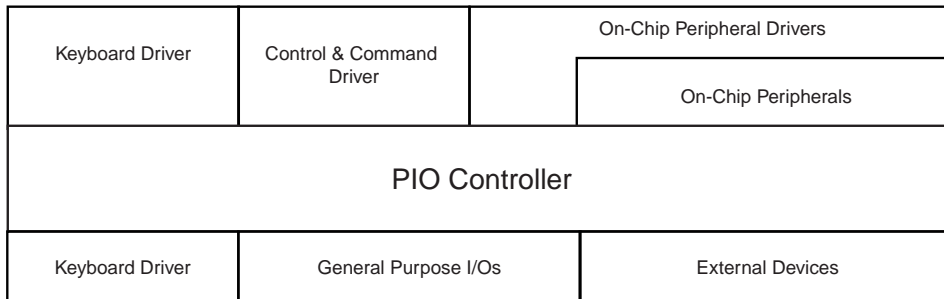 Keyboard Driver
Control & Command
Driver
On-Chip Peripheral Drivers
On-Chip Peripherals
PIO Controller
Keyboard Driver
General Purpose I/Os
External Devices